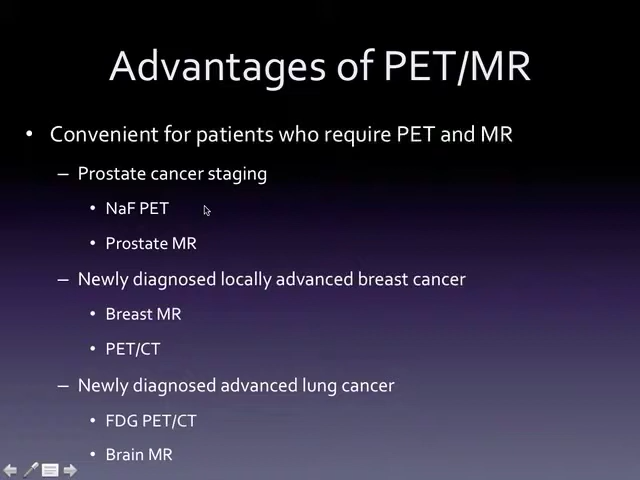 Advantages of PET/MR
• Convenient for patients who require PET and MR
– Prostate cancer staging
• NaF PET
• Prostate MR
– Newly diagnosed locally advanced breast cancer
• Breast MR
• PET/CT
– Newly diagnosed advanced lung cancer
• FDG PET/CT
• Brain MR